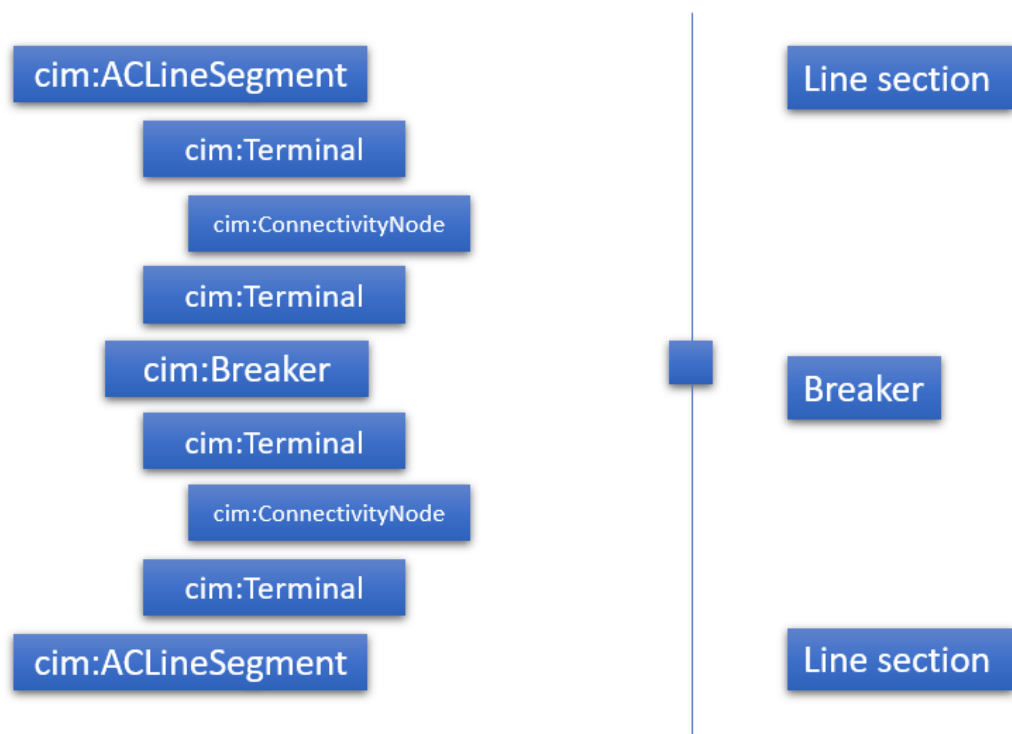 cim:ACLineSegment
cim:Terminal
cim:ConnectivityNode
cim:Terminal
cim:Breaker
cim:Terminal
cim:ConnectivityNode
cim:Terminal
cim:ACLineSegment
Line section
Breaker
Line section